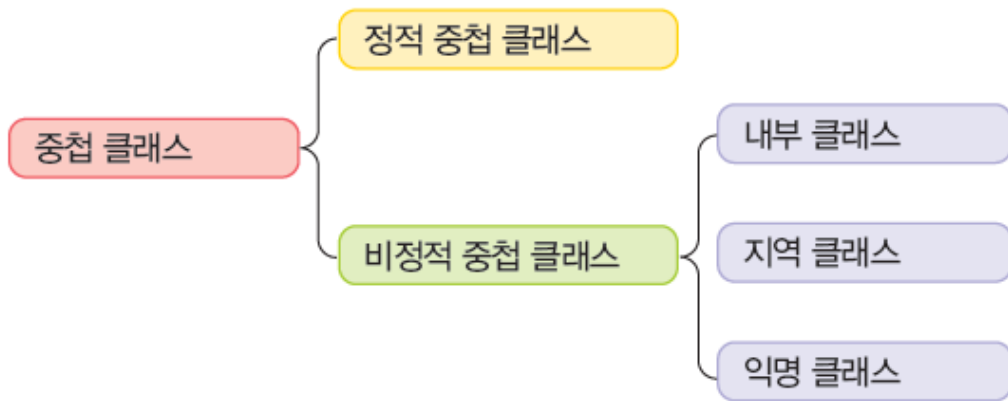 정적 중첩 클래스
중첩 클래스
내부 클래스
비정적 중첩 클래스
지역 클래스
익명 클래스